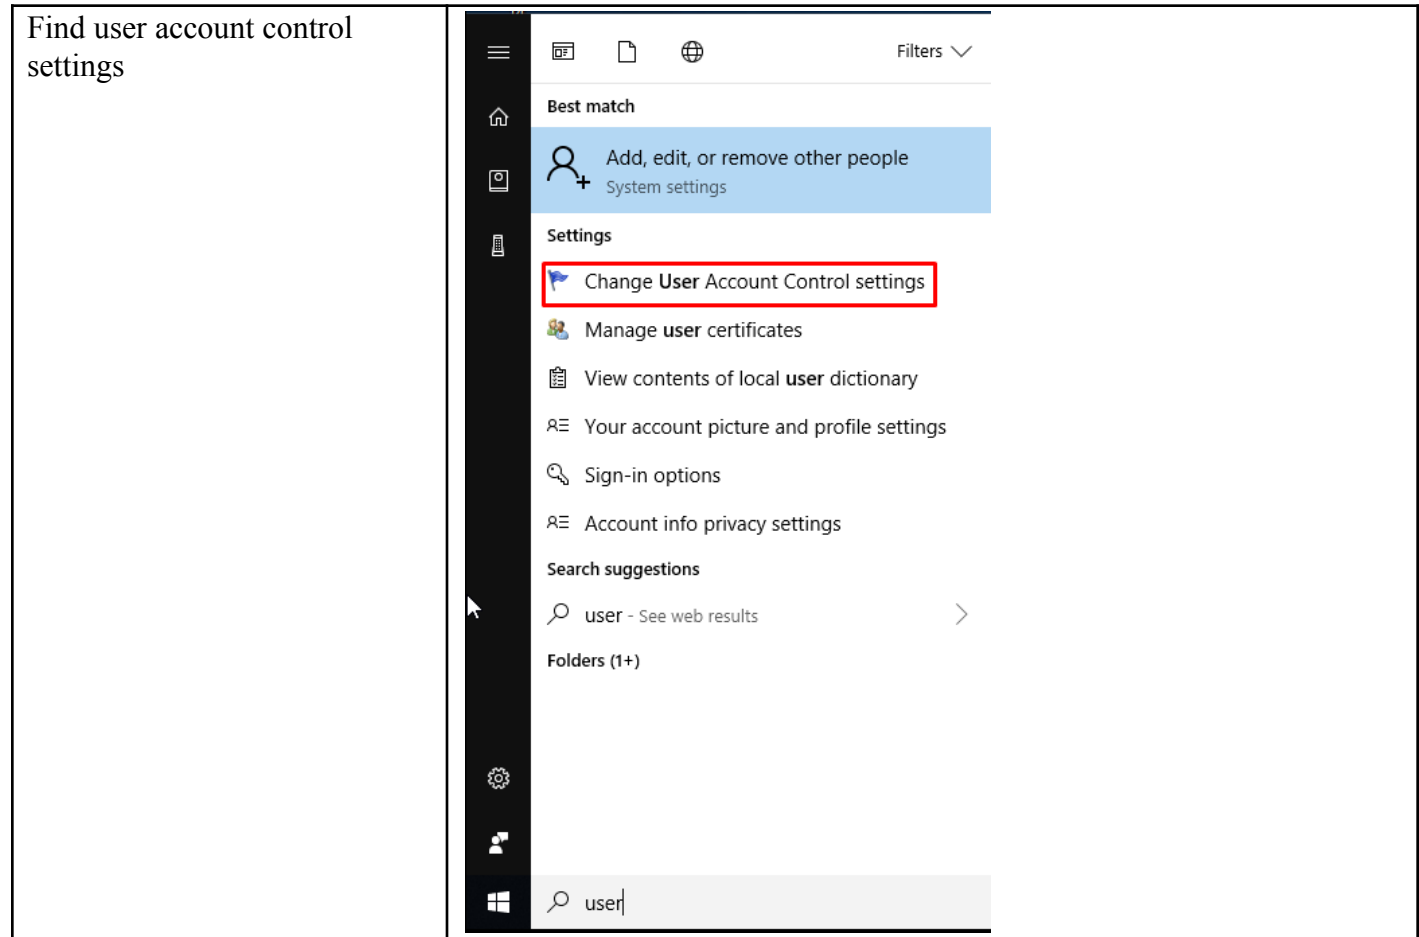 Find user account control
settings
Filters
Best match
Add, edit, or remove other people
System settings
Settings
Change User Account Control settings
Manage user certificates
View contents of local user dictionary
Your account picture and profile settings
Sign-in options
Account info privacy settings
Search suggestions
user - See web results
Folders (1+)
user